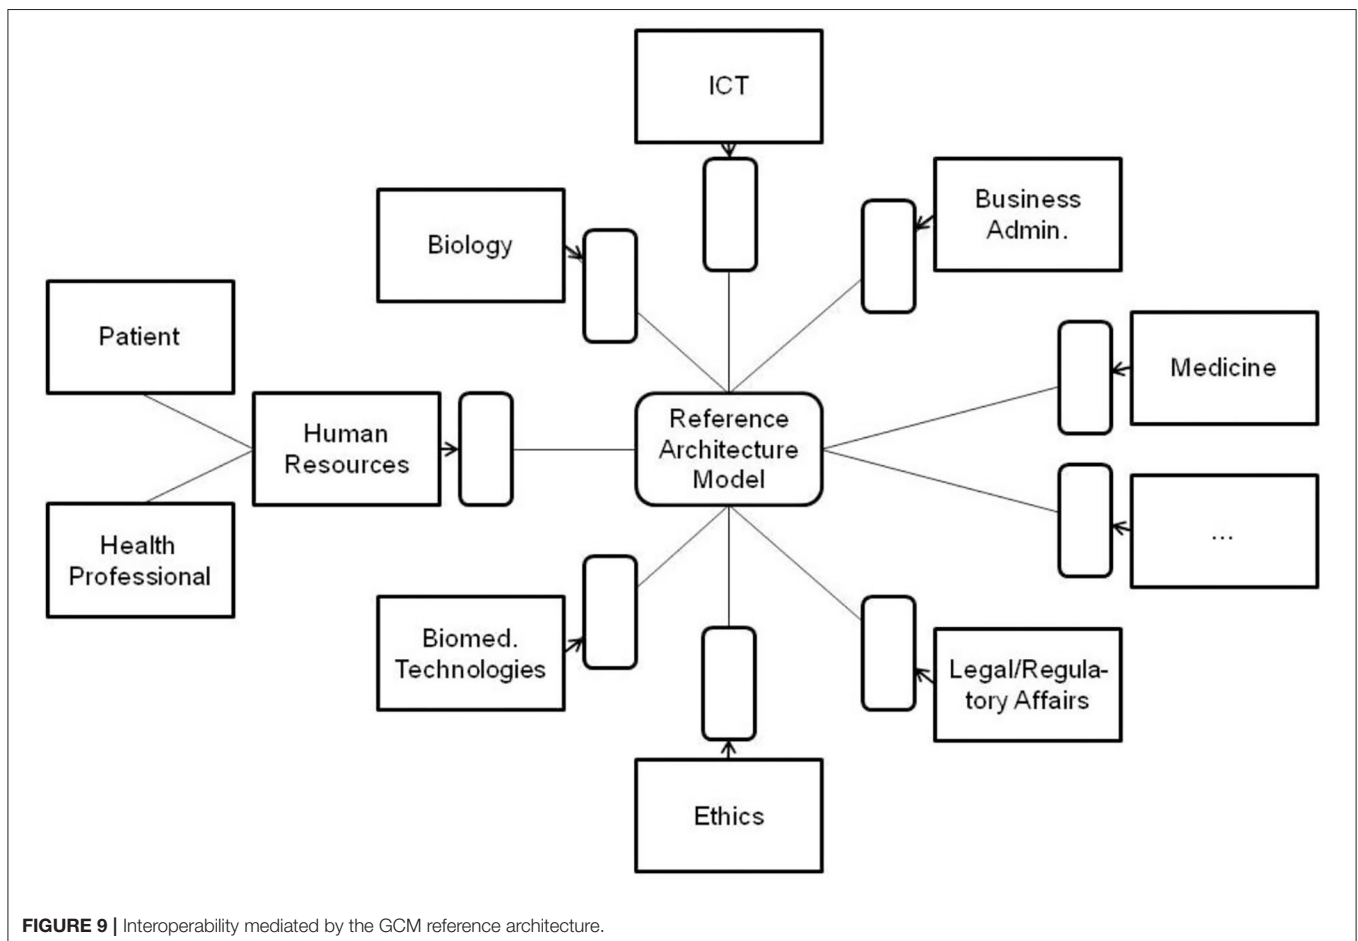 ICT
Business
Admin.
Biology
Patient
Medicine
Human
Resources
Reference
Architecture
Model
Health
Professional
...
Biomed.
Technologies
Legal/Regula-
tory Affairs
Ethics
FIGURE 9 | Interoperability mediated by the GCM reference architecture.